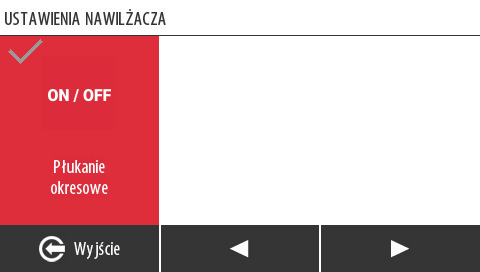 USTAWIENIA NAWILŻACZA
ON / OFF
Płukanie
okresowe
Wyjście